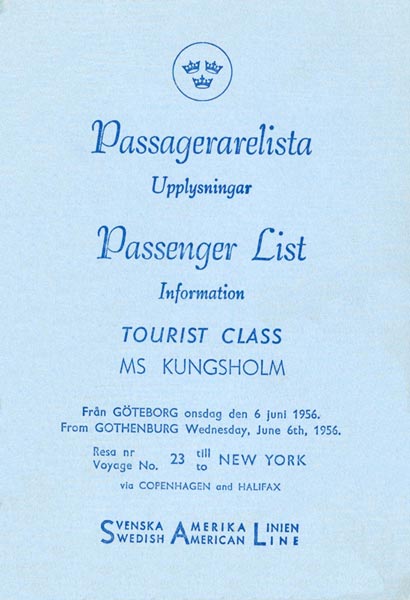 Passagerarelista
Upplysningar
Passenger List
Information
TOURIST CLASS
MS KUNGSHOLM
Från GÖTEBORG onsdag den 6 juni 1956.
From GOTHENBURG Wednesday, June 6th, 1956.
Resa nr 23 till NEW YORK
Voyage No. to
via COPENHAGEN and HALIFAX
SVENSKA AMERIKA LINIEN
SWEDISH AMERICAN LINE